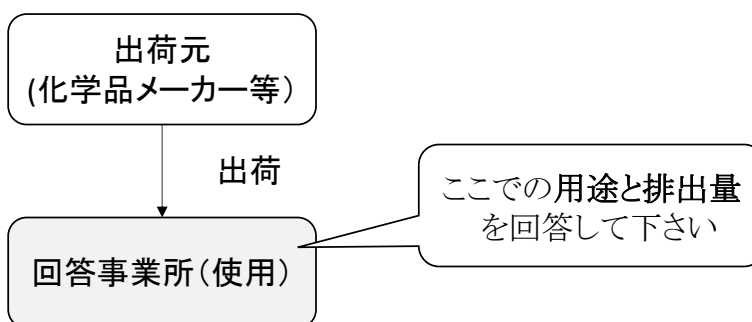 出荷元
(化学品メーカー等）
出荷
ここでの用途と排出量
を回答して下さい
回答事業所（使用）